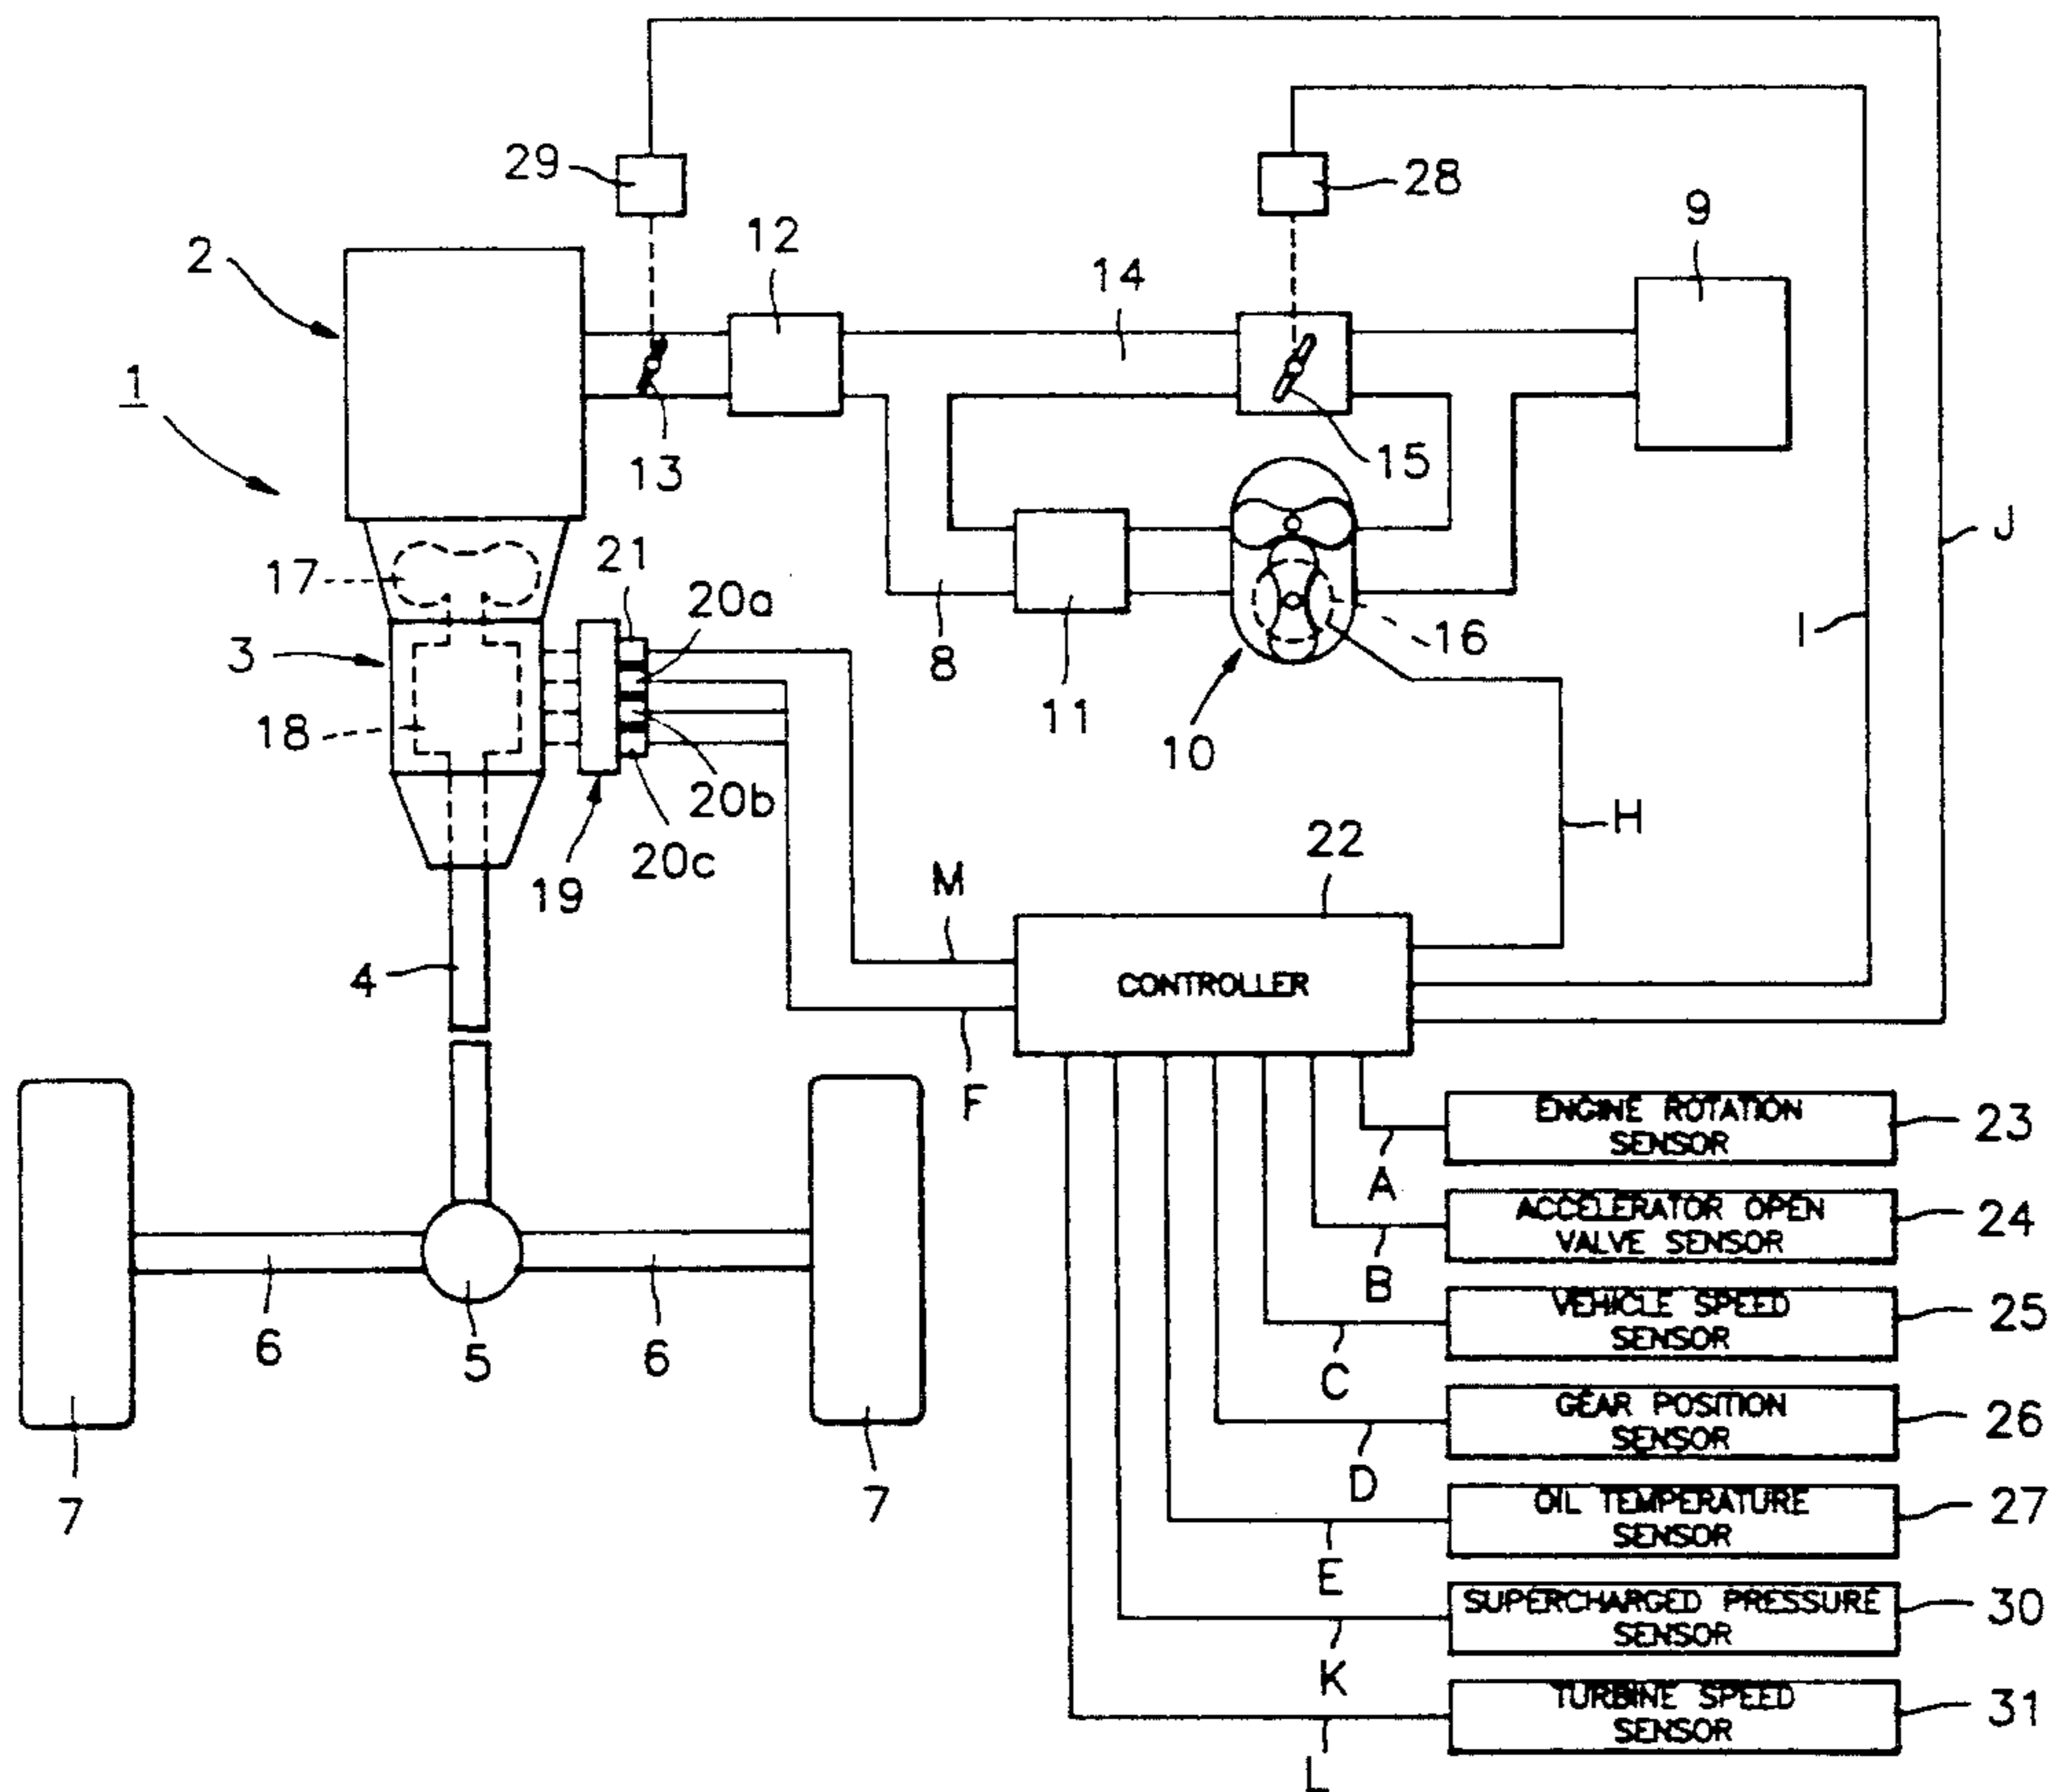 29
28
9
2
12
14
1
13
15
J
17
21
20a
16
I
3
8
18
11
10
20b
H
20c
19
22
M
4
CONTROLLER
F
ENGINE ROTATION
SENSOR
23
A
ACCELERATOR OPEN
VALVE SENSOR
24
B
VEHICLE SPEED
SENSOR
25
6
5
6
C
GEAR POSITION
SENSOR
26
D
7
7
OIL TEMPERATURE
SENSOR
27
E
SUPERCHARGED PRESSURE
SENSOR
30
K
TURBINE SPEED
SENSOR
31
L